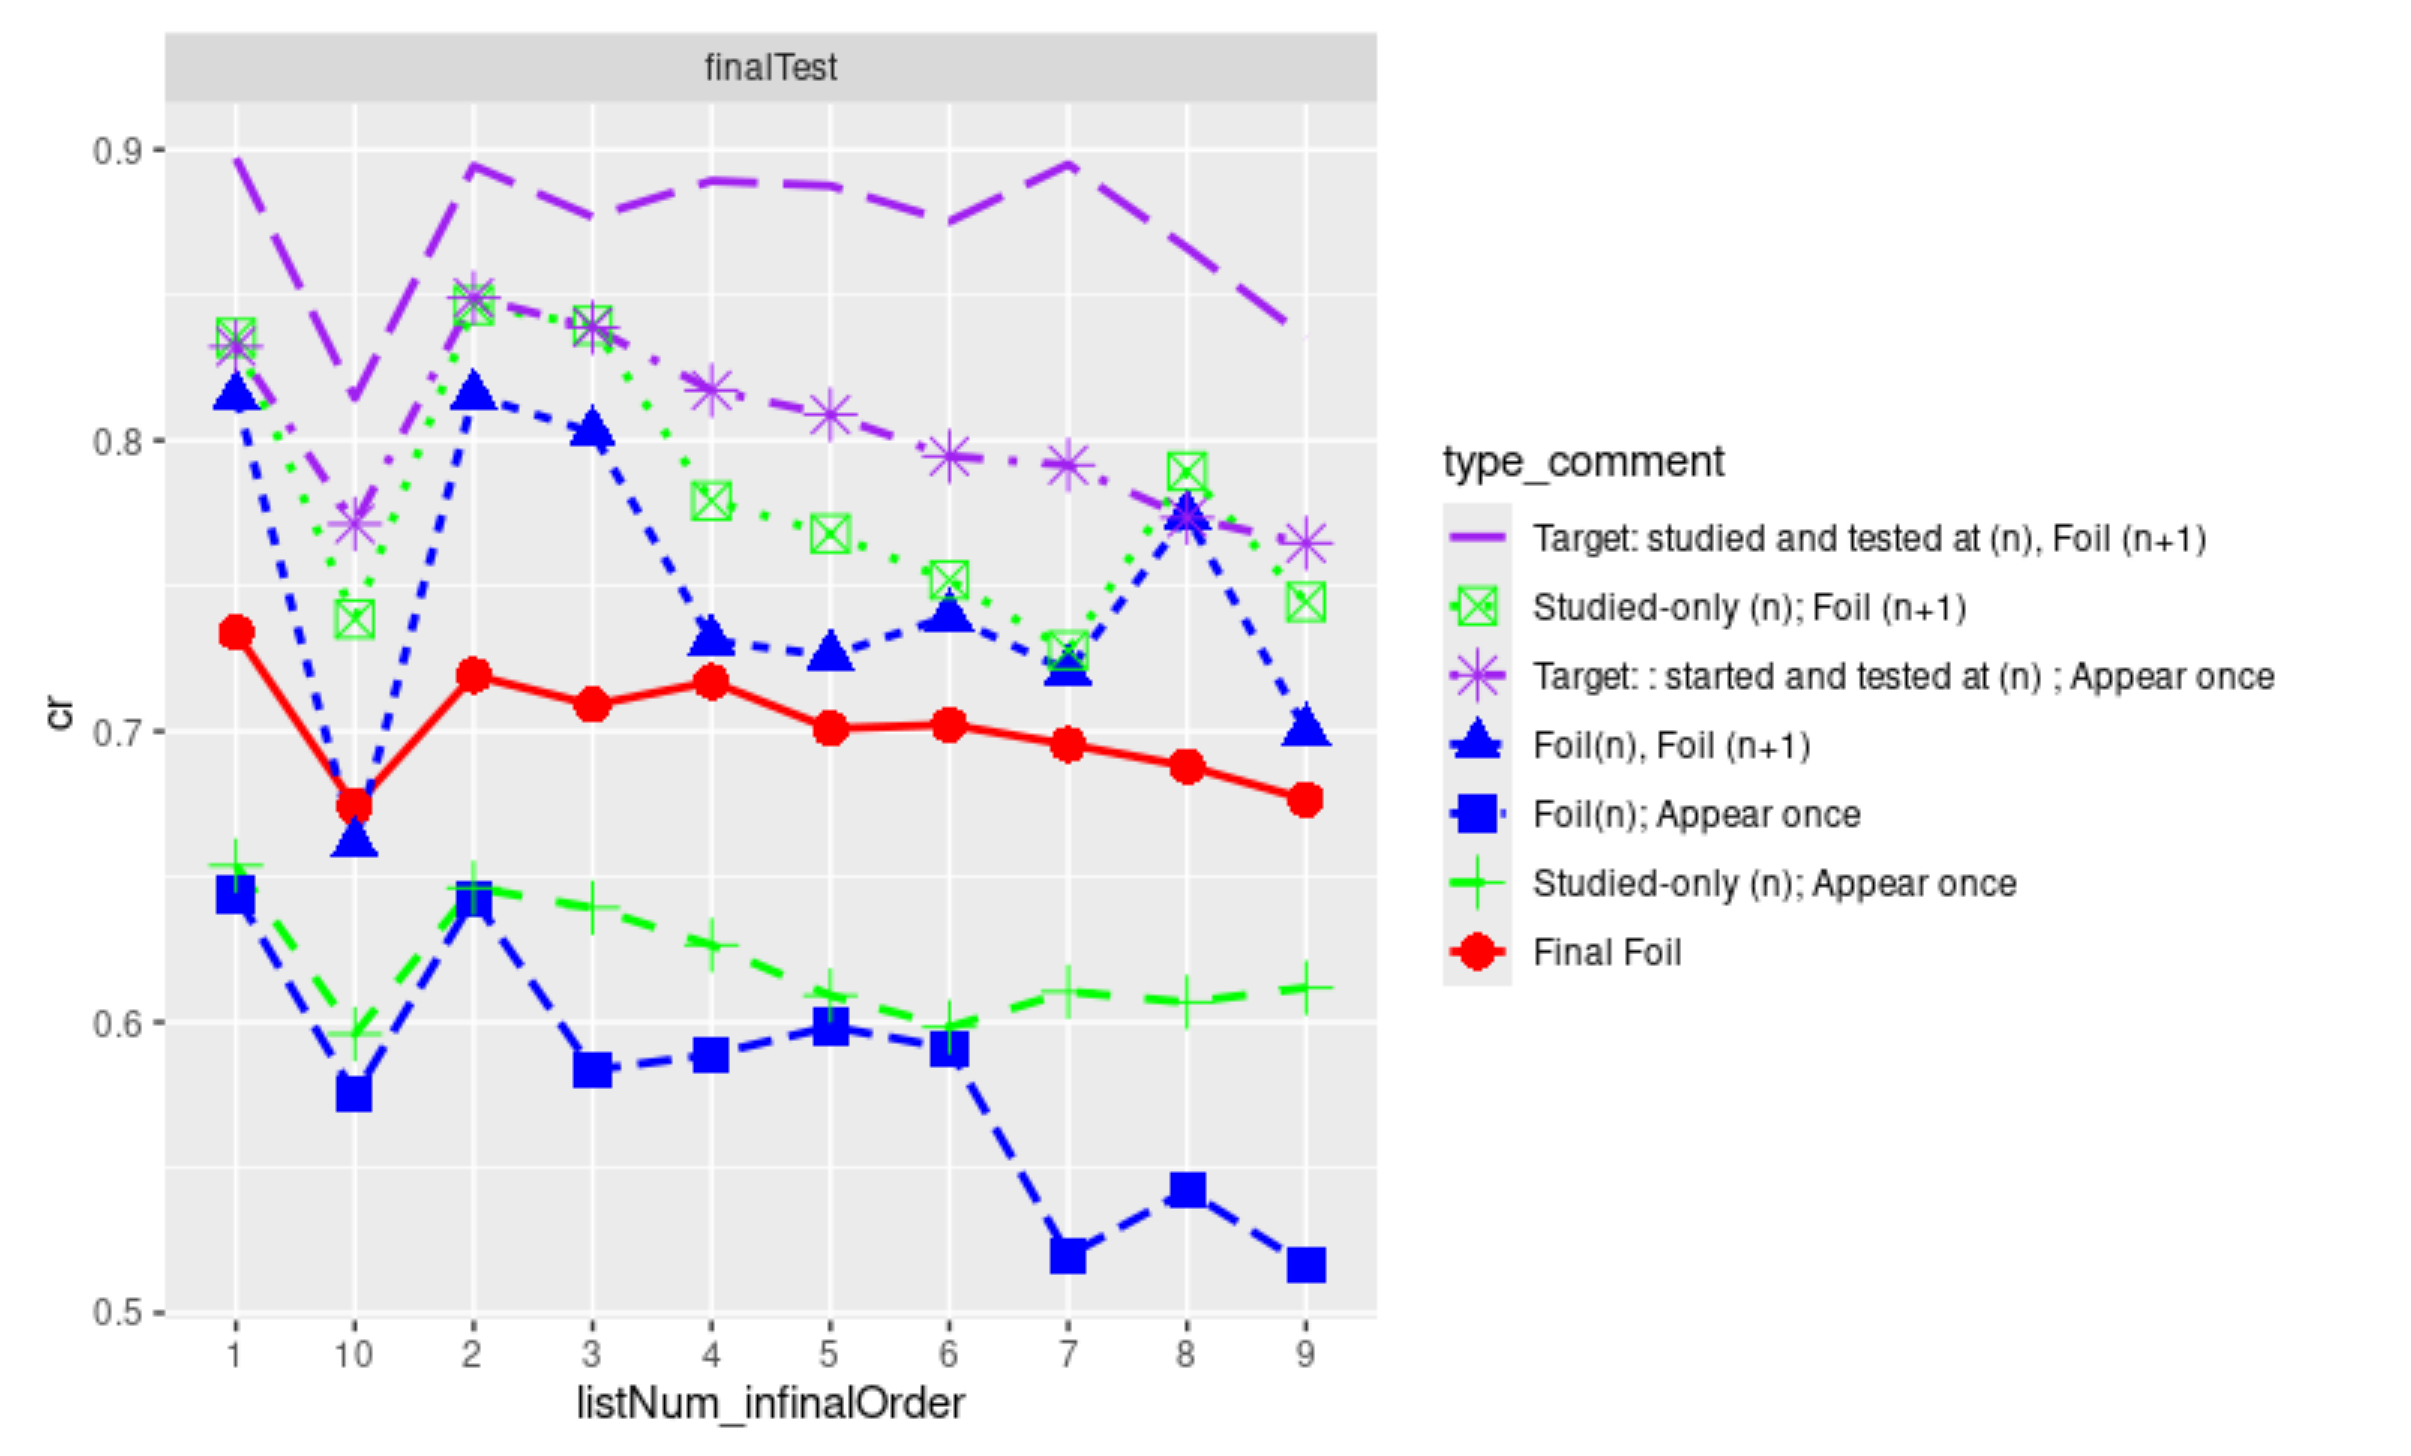 finalTest
0.9
0.8
0.7
0.6
0.5
cr
1 10 2 3 4 5 6 7 8 9
listNum_infinalOrder
type_comment
Target: studied and tested at (n), Foil (n+1)
Studied-only (n); Foil (n+1)
Target: : started and tested at (n) ; Appear once
Foil(n), Foil (n+1)
Foil(n); Appear once
Studied-only (n); Appear once
Final Foil